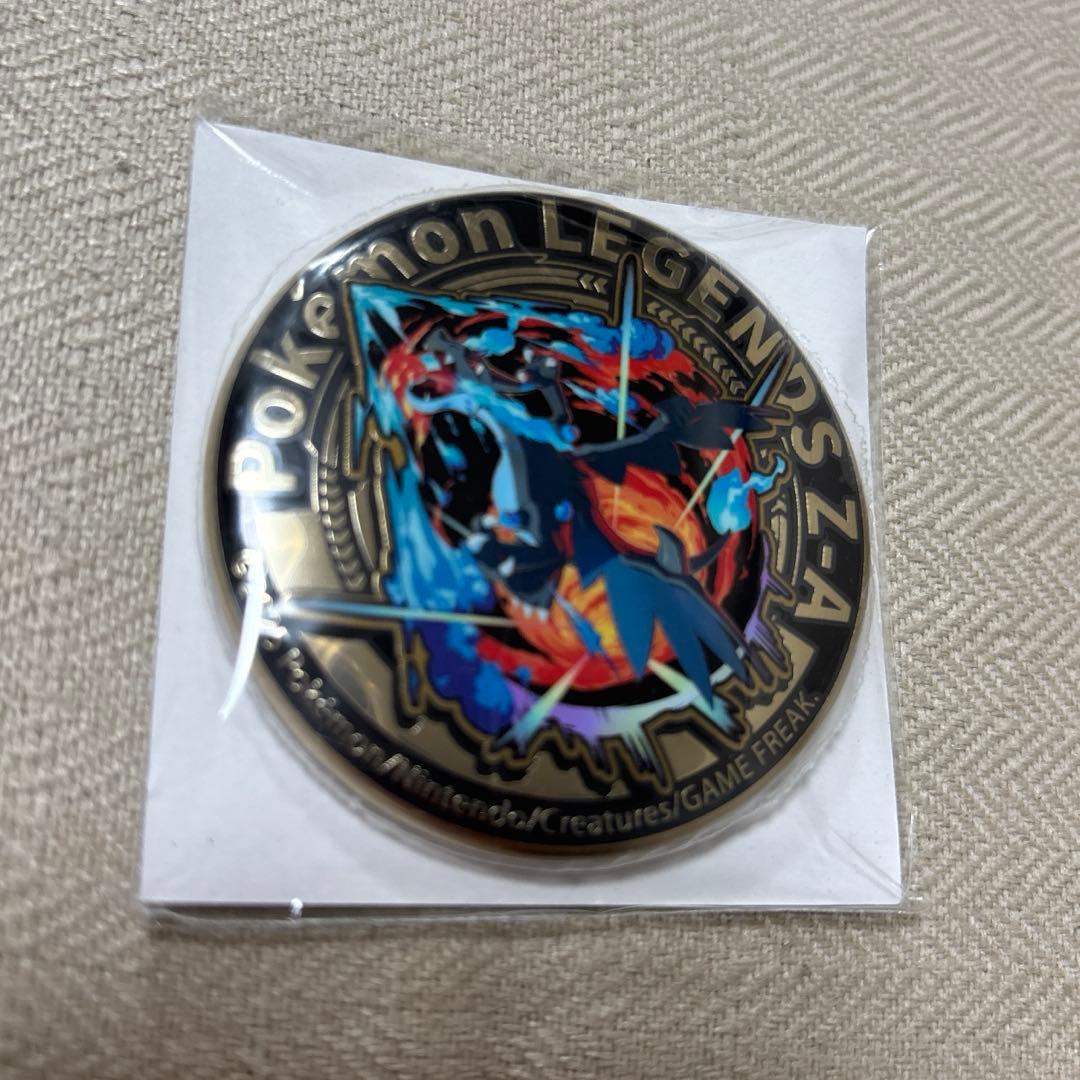 Pokémon LEGENDS Z-A
Pokémon/Nintendo/Creatures/GAME FREAK.